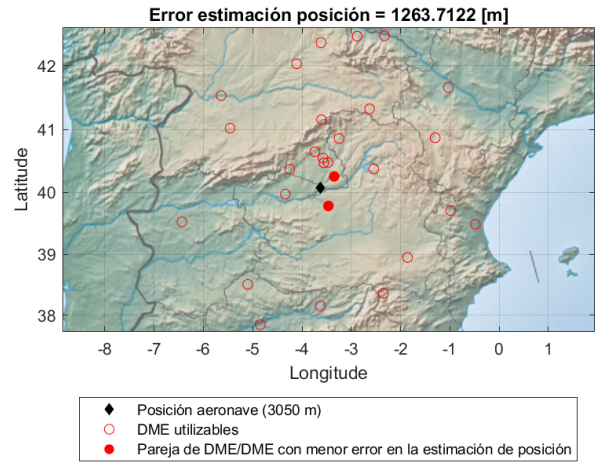 Error estimación posición = 1263.7122 [m]
42
41
40
39
38
Latitude
-8
-7
-6
-5
-4
-3
-2
-1
0
1
Longitude
Posición aeronave (3050 m)
DME utilizables
Pareja de DME/DME con menor error en la estimación de posición